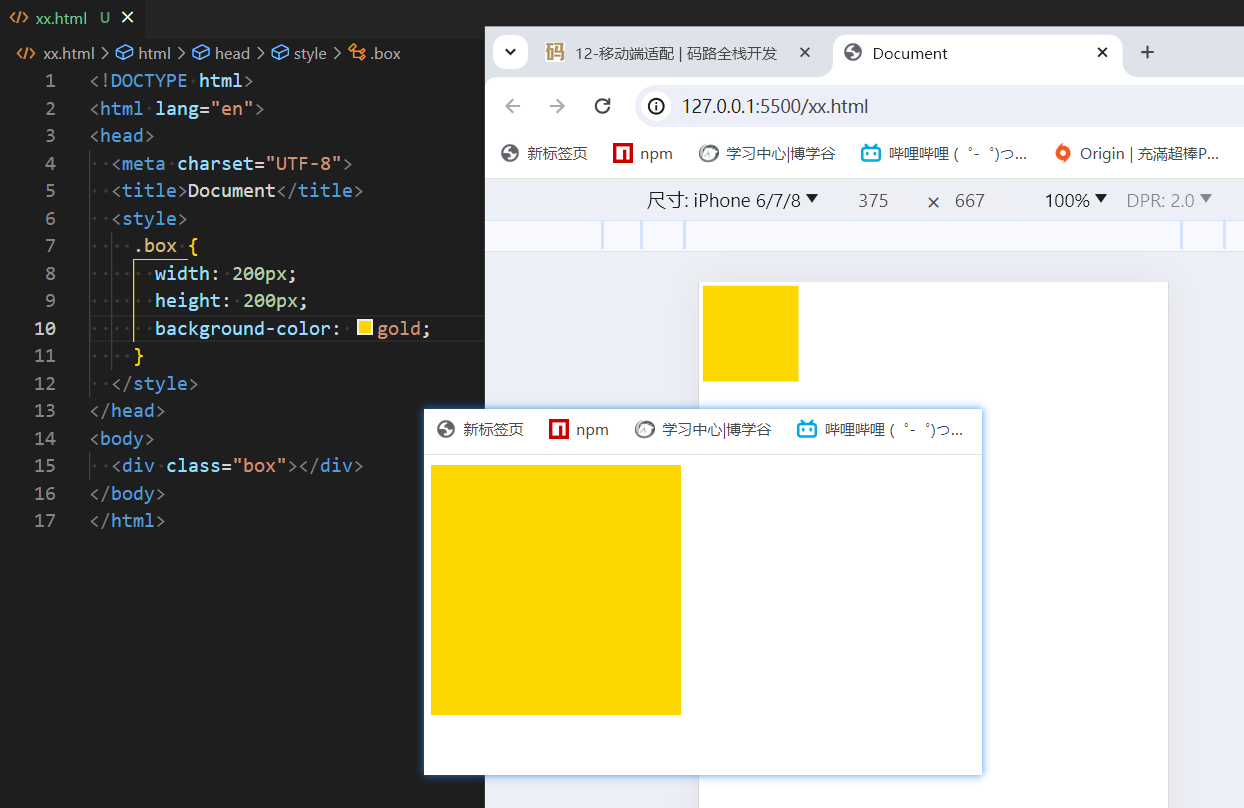 xx.html U
xx.html > html > head > style > .box
1 <!DOCTYPE html>
2 <html lang="en">
3 <head>
4 <meta charset="UTF-8">
5 <title>Document</title>
6 <style>
7 .box {
8 width: 200px;
9 height: 200px;
10 background-color: gold;
11 }
12 </style>
13 </head>
14 <body>
15 <div class="box"></div>
16 </body>
17 </html>
码 12-移动端适配 | 码路全栈开发
Document
127.0.0.1:5500/xx.html
新标签页 npm 学习中心|博学谷 哔哩哔哩 (゜-゜)つ... Origin | 充滿超棒P...
尺寸: iPhone 6/7/8 ▼ 375 × 667 100% ▼ DPR: 2.0 ▼
新标签页 npm 学习中心|博学谷 哔哩哔哩 (゜-゜)つ...